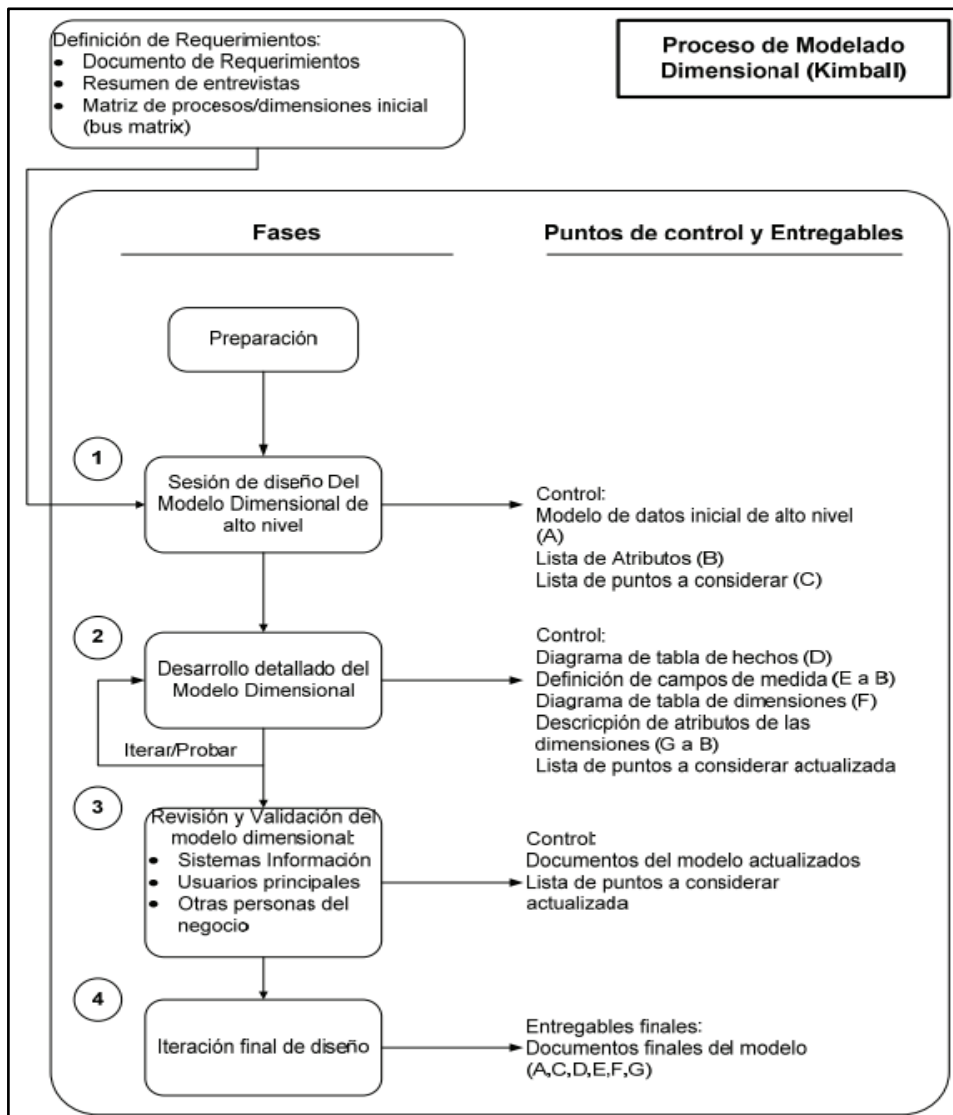 Definición de Requerimientos:
• Documento de Requerimientos
• Resumen de entrevistas
• Matriz de procesos/dimensiones inicial
(bus matrix)
Proceso de Modelado
Dimensional (Kimball)
Fases
Puntos de control y Entregables
Preparación
1
Sesión de diseño Del
Modelo Dimensional de
alto nivel
Control:
Modelo de datos inicial de alto nivel
(A)
Lista de Atributos (B)
Lista de puntos a considerar (C)
2
Desarrollo detallado del
Modelo Dimensional
Iterar/Probar
Control:
Diagrama de tabla de hechos (D)
Definición de campos de medida (E a B)
Diagrama de tabla de dimensiones (F)
Descricpión de atributos de las
dimensiones (G a B)
Lista de puntos a considerar actualizada
3
Revisión y Validación del
modelo dimensional:
• Sistemas Información
• Usuarios principales
• Otras personas del
negocio
Control:
Documentos del modelo actualizados
Lista de puntos a considerar
actualizada
4
Iteración final de diseño
Entregables finales:
Documentos finales del modelo
(A,C,D,E,F,G)